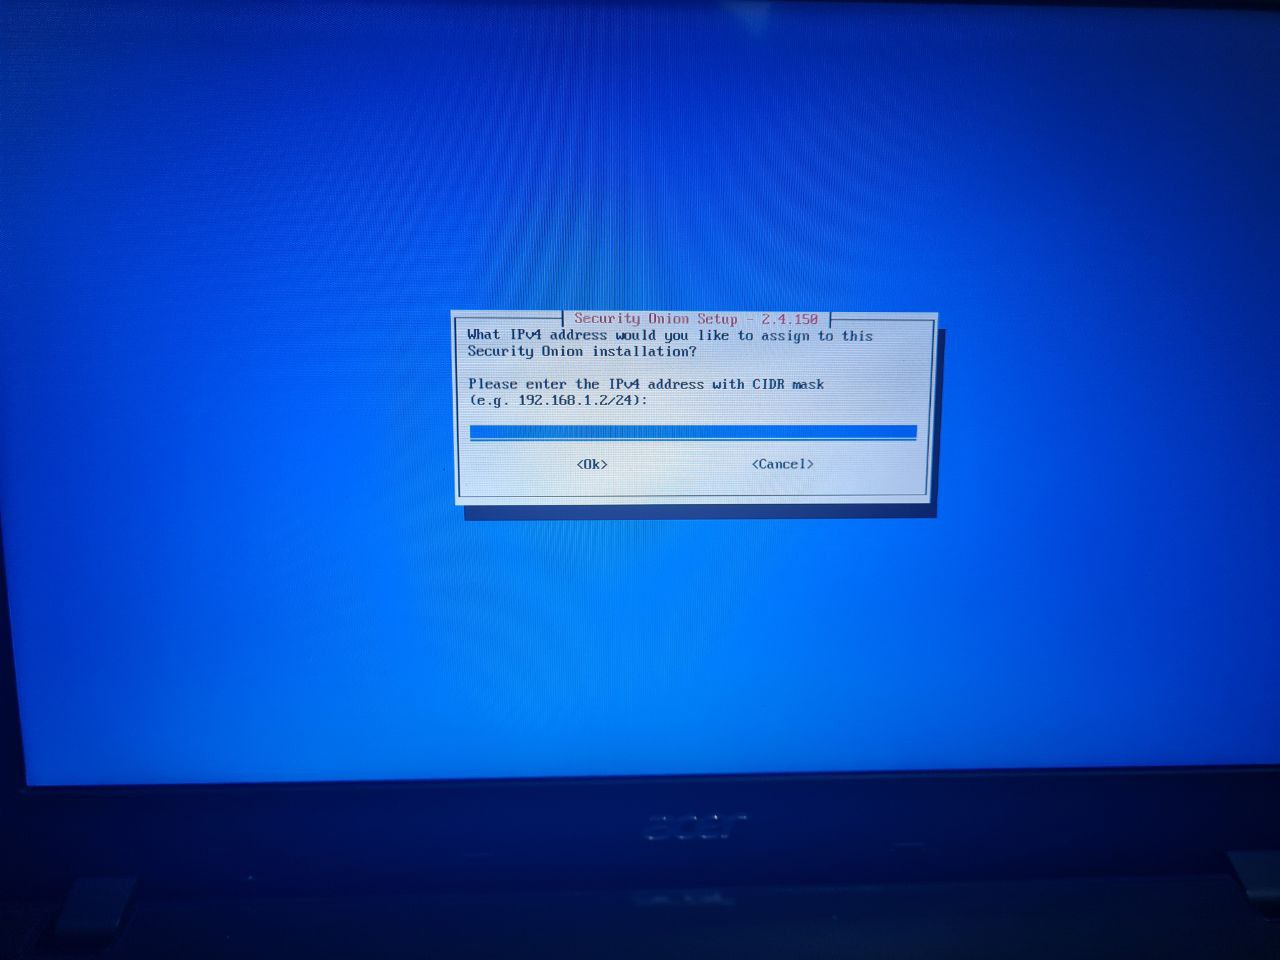 Security Onion Setup - 2.4.150
What IPv4 address would you like to assign to this
Security Onion installation?
Please enter the IPv4 address with CIDR mask
(e.g. 192.168.1.2/24):
<Ok> <Cancel>
acer